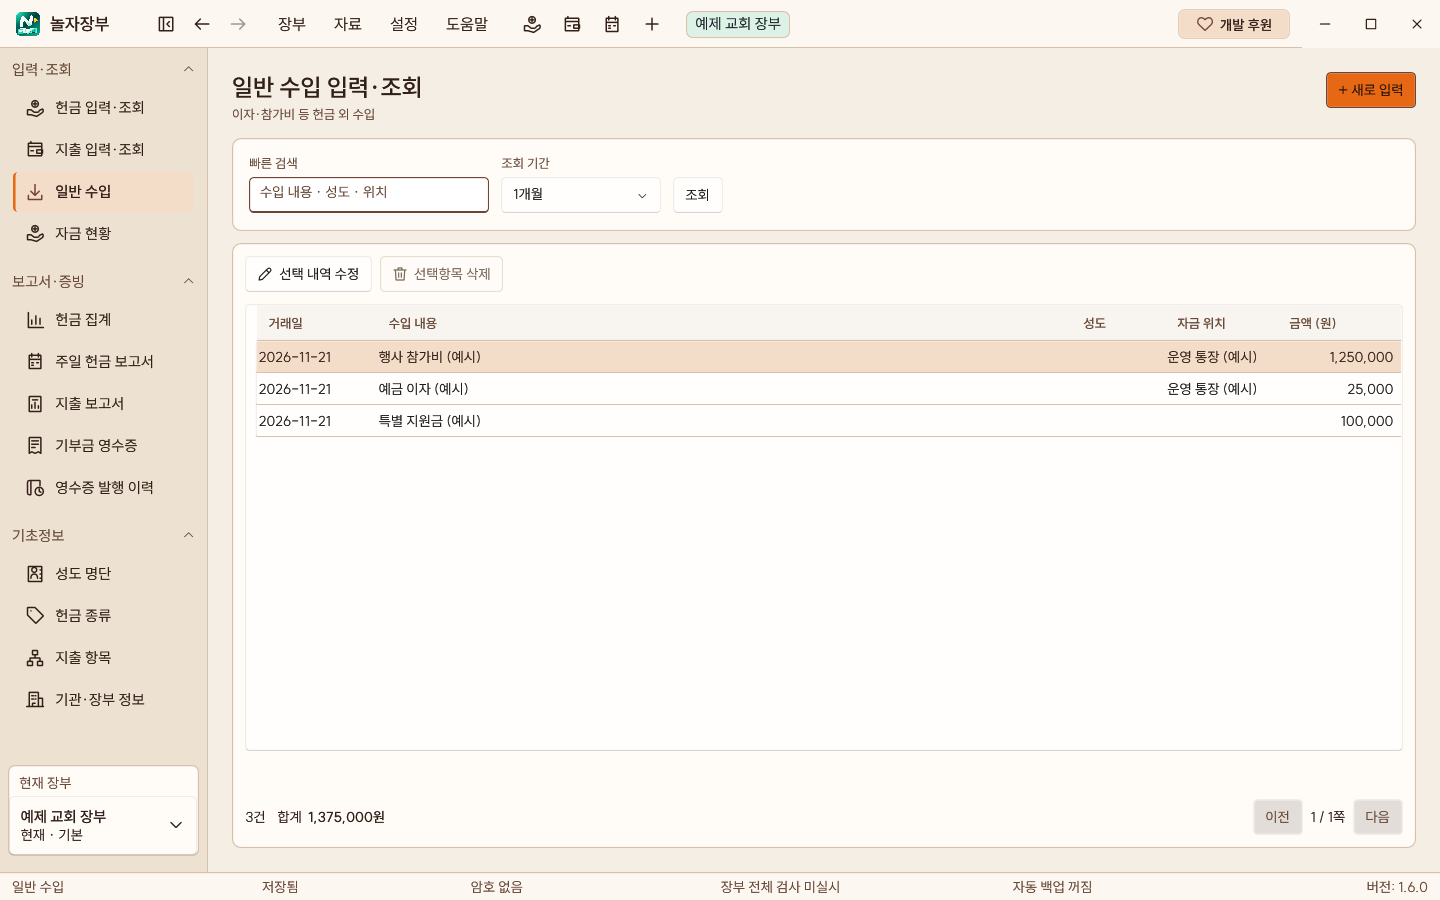 놀자장부
장부 자료 설정 도움말
예제 교회 장부
개발 후원
입력·조회
헌금 입력·조회
지출 입력·조회
일반 수입
자금 현황
보고서·증빙
헌금 집계
주일 헌금 보고서
지출 보고서
기부금 영수증
영수증 발행 이력
기초정보
성도 명단
헌금 종류
지출 항목
기관·장부 정보
현재 장부
예제 교회 장부
현재 · 기본
일반 수입 입력·조회
이자·참가비 등 헌금 외 수입
+ 새로 입력
빠른 검색 조회 기간
수입 내용 · 성도 · 위치 1개월 조회
선택 내역 수정 선택항목 삭제
거래일 수입 내용 성도 자금 위치 금액 (원)
2026-11-21 행사 참가비 (예시) 운영 통장 (예시) 1,250,000
2026-11-21 예금 이자 (예시) 운영 통장 (예시) 25,000
2026-11-21 특별 지원금 (예시) 100,000
3건 합계 1,375,000원 이전 1 / 1쪽 다음
일반 수입 저장됨 암호 없음 장부 전체 검사 미실시 자동 백업 꺼짐 버전: 1.6.0